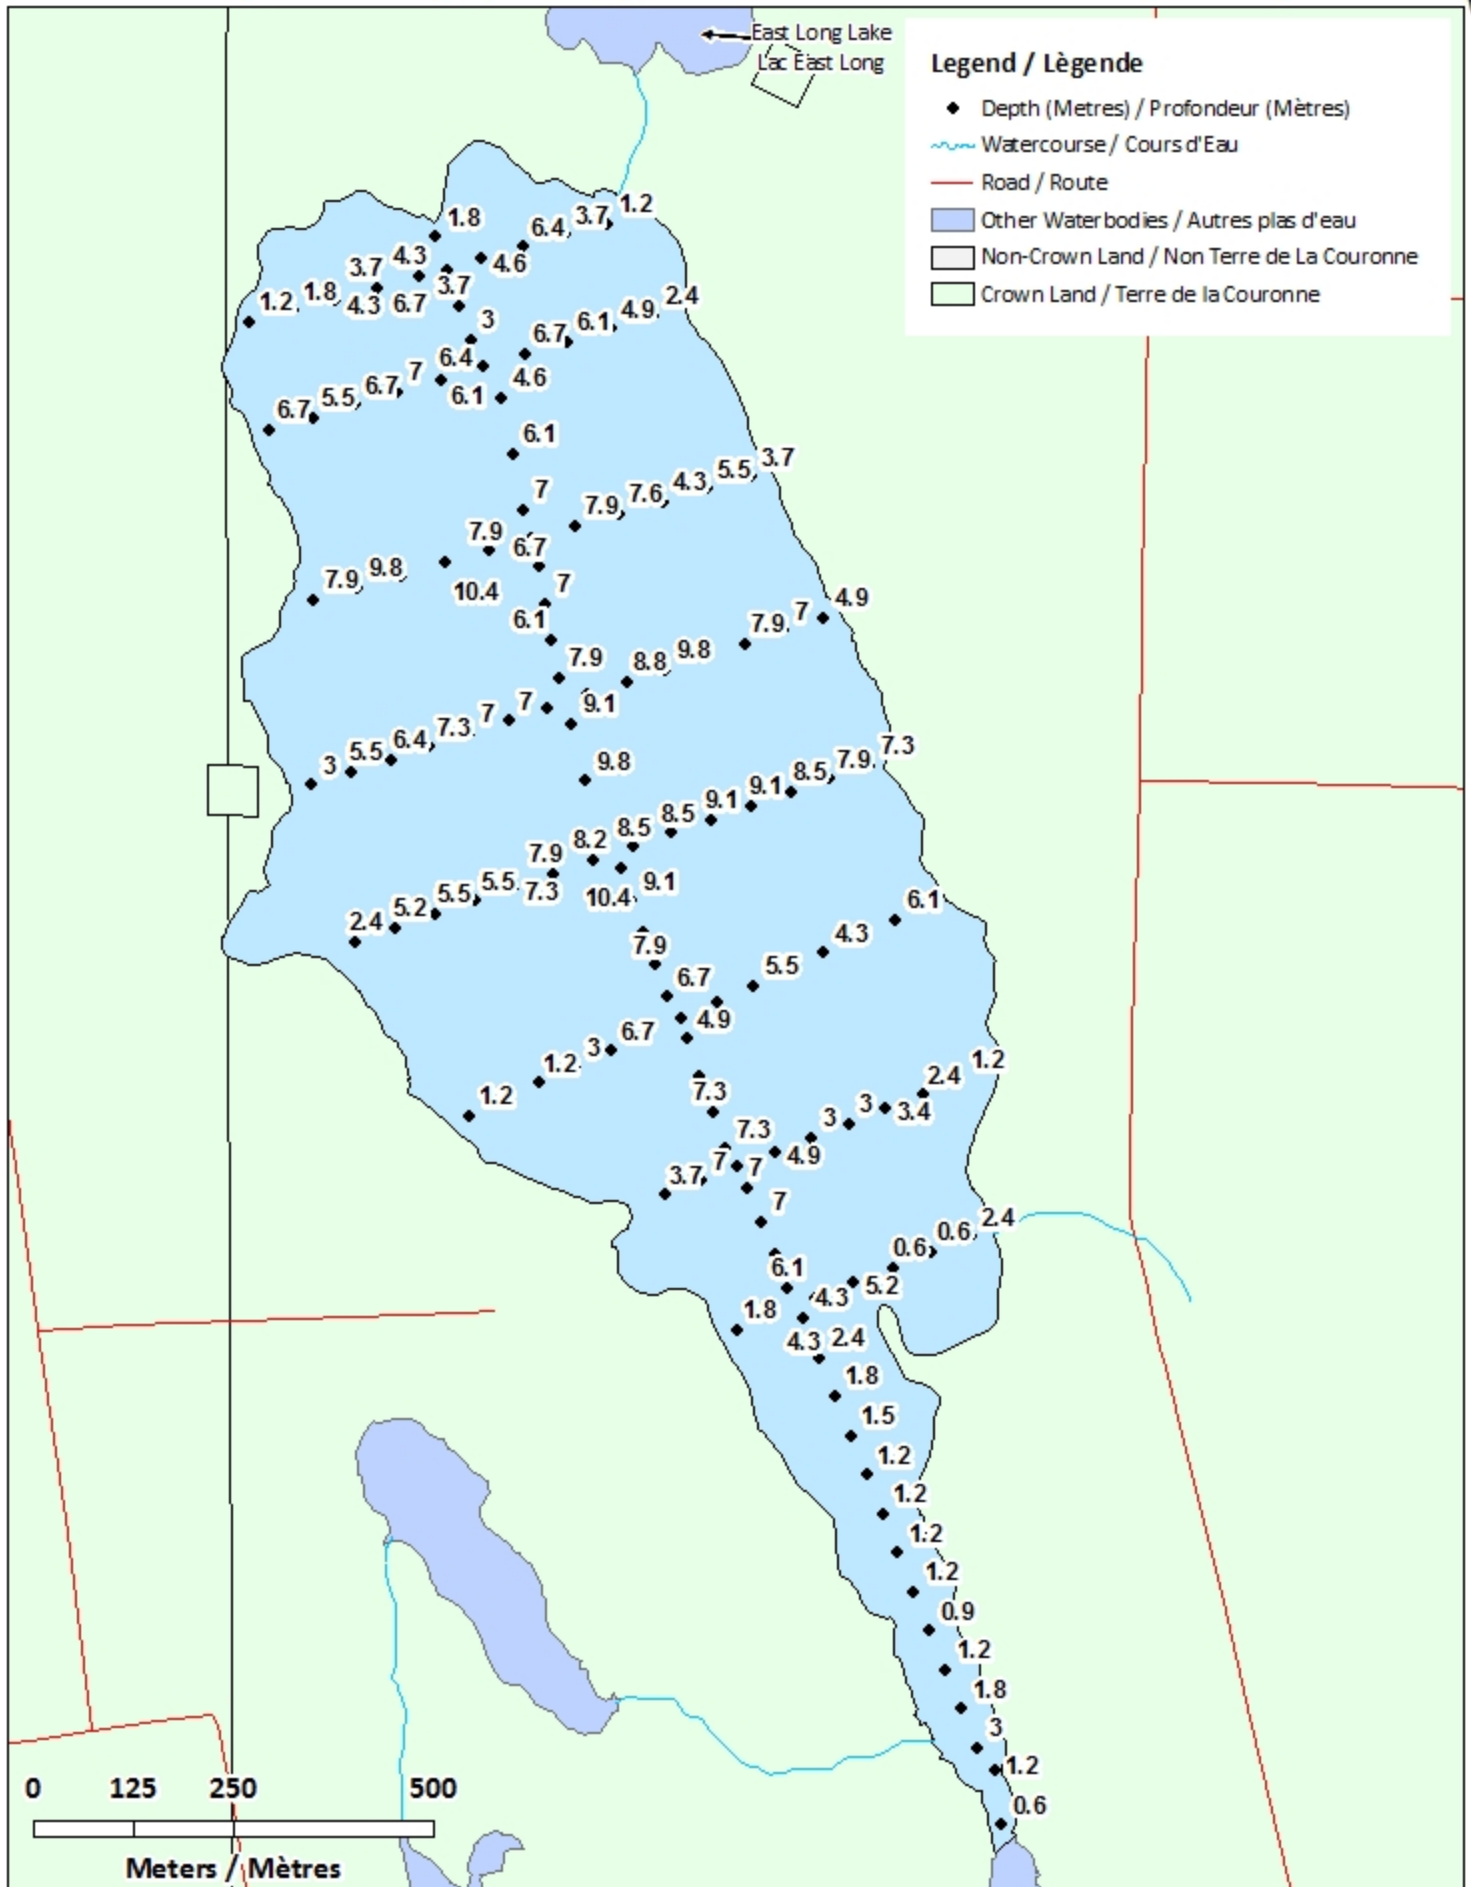 East Long Lake
Lac East Long
Legend / Lègende
Depth (Metres) / Profondeur (Mètres)
Watercourse / Cours d'Eau
Road / Route
Other Waterbodies / Autres plas d'eau
Non-Crown Land / Non Terre de La Couronne
Crown Land / Terre de la Couronne
1.8 6.4 3.7 1.2
3.7 4.3 4.6
1.2 1.8 4.3 6.7 3.7
3 6.7 6.1 4.9 2.4
6.7 5.5 6.7 7 6.4 6.1 4.6
6.1
7
7.9 6.7 7.9 7.6 4.3 5.5 3.7
7.9 9.8 10.4 7
6.1
7.9 8.8 9.8 7.9 7 4.9
3 5.5 6.4 7.3 7 7 9.1
9.8
7.9 8.2 8.5 8.5 9.1 9.1 8.5 7.9 7.3
2.4 5.2 5.5 5.5 7.3 10.4 9.1
7.9 5.5 4.3 6.1
6.7
1.2 1.2 3 6.7 4.9
7.3
7.3 4.9 3 3 3.4 2.4 1.2
3.7 7 7
7
6.1 0.6 0.6 2.4
1.8 4.3 5.2
4.3 2.4
1.8
1.5
1.2
1.2
1.2
1.2
0.9
1.2
1.8
3
1.2
0.6
0 125 250 500
Meters / Mètres